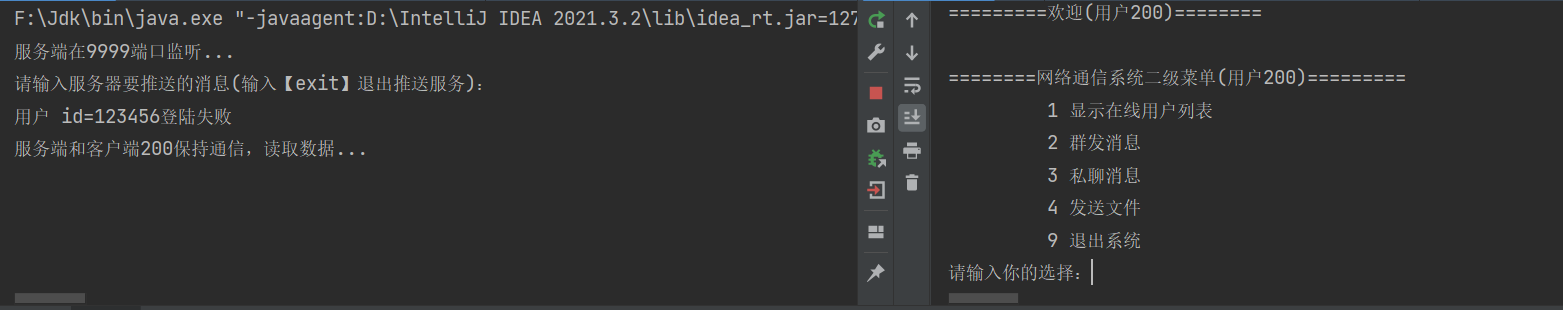 F:\Jdk\bin\java.exe "-javaagent:D:\IntelliJ IDEA 2021.3.2\lib\idea_rt.jar=127
服务端在9999端口监听...
请输入服务器要推送的消息(输入【exit】退出推送服务):
用户 id=123456登陆失败
服务端和客户端200保持通信，读取数据...
=========欢迎(用户200)========
========网络通信系统二级菜单(用户200)=========
1 显示在线用户列表
2 群发消息
3 私聊消息
4 发送文件
9 退出系统
请输入你的选择: